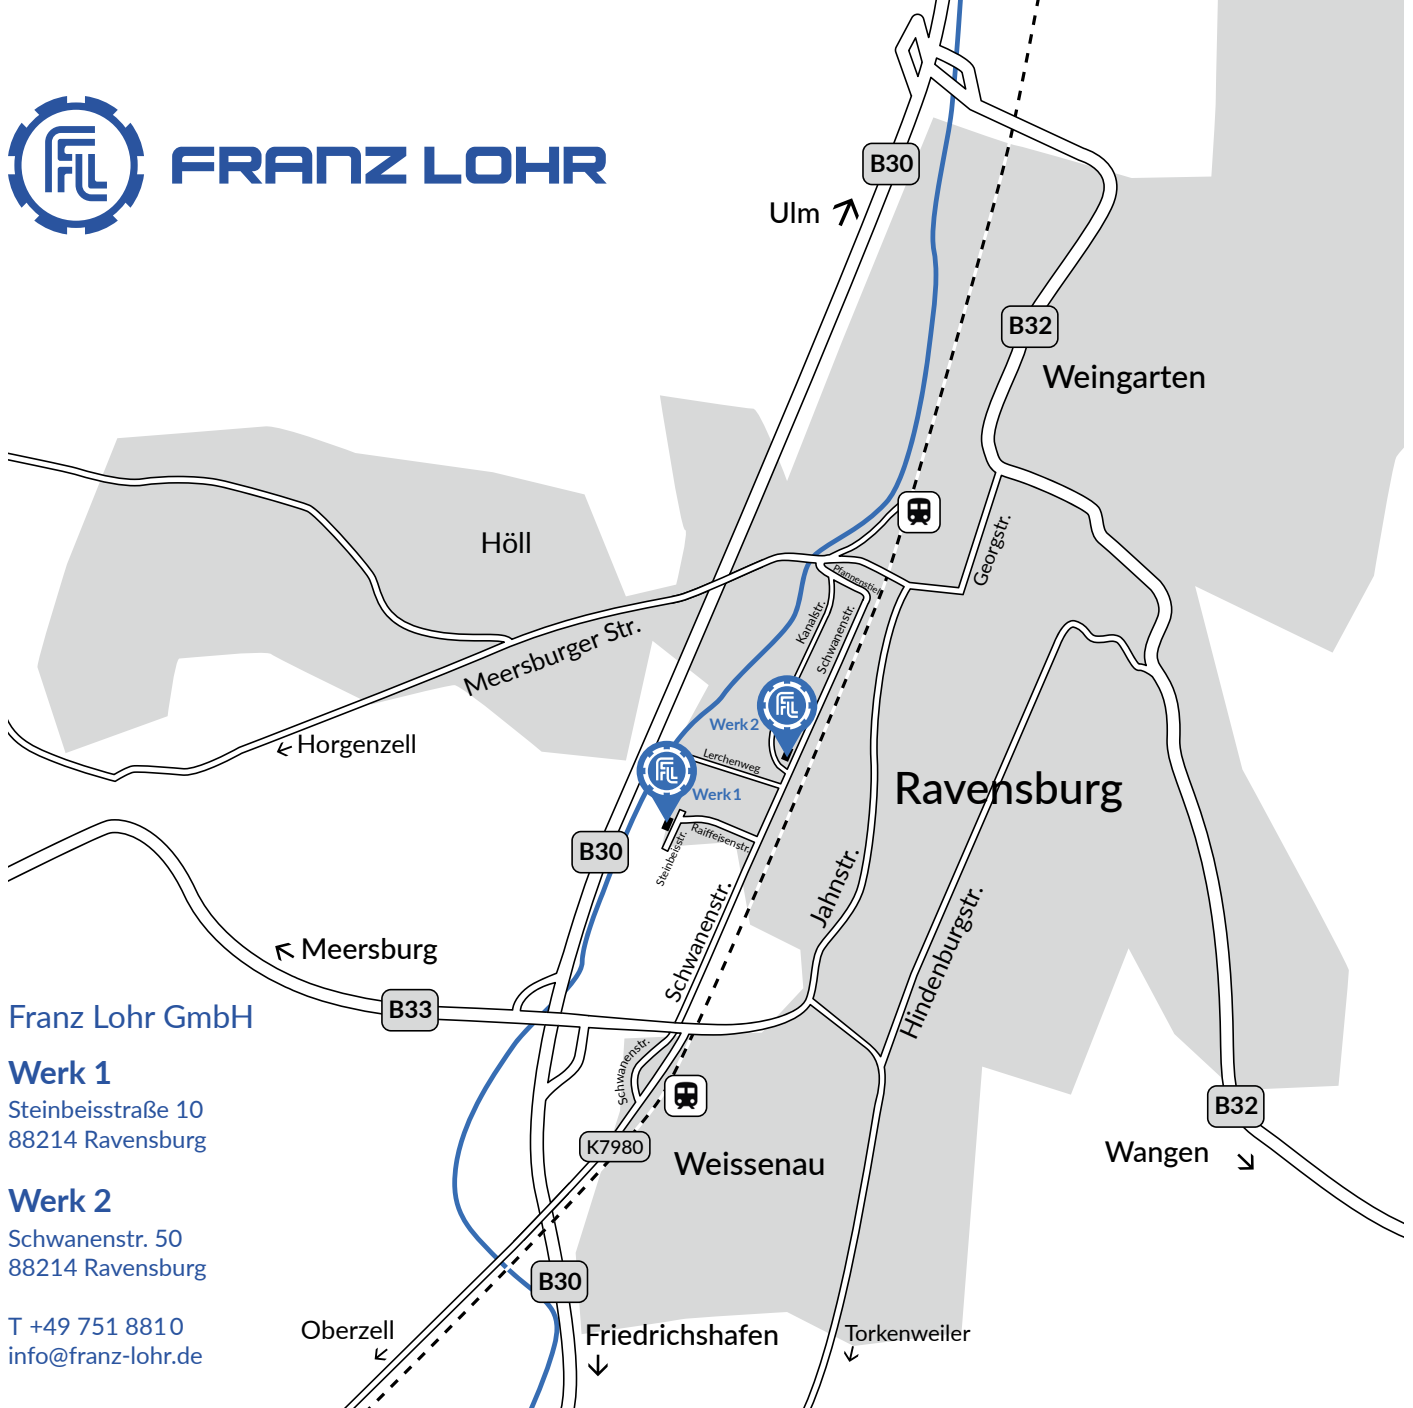 FRANZ LOHR
B30
Ulm
B32
Weingarten
Höll
Georgstr.
Pfannenstiel
Kanalstr.
Schwanenstr.
Meersburger Str.
Horgenzell
Werk 2
Lerchenweg
Werk 1
Ravensburg
Raiffeisenstr.
Steinbeisstr.
B30
Jahnstr.
Schwanenstr.
Hindenburgstr.
Meersburg
B33
Schwanenstr.
K7980
Weissenau
B32
Wangen
B30
Oberzell
Friedrichshafen
Torkenweiler
Franz Lohr GmbH
Werk 1
Steinbeisstraße 10
88214 Ravensburg
Werk 2
Schwanenstr. 50
88214 Ravensburg
T +49 751 8810
info@franz-lohr.de